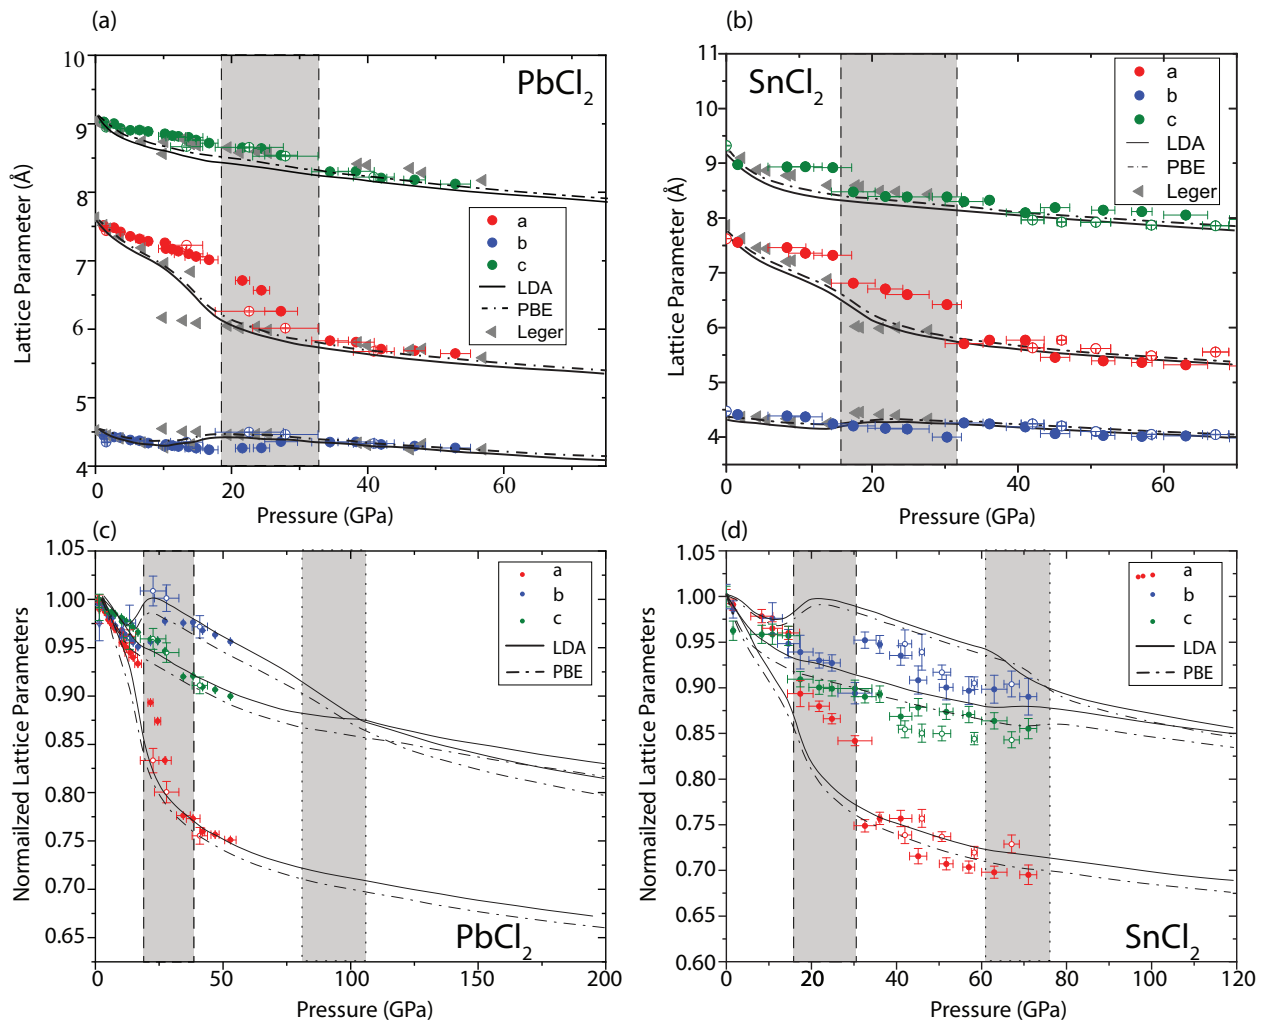 (a)
PbCl2
Lattice Parameter (Å)
10
9
8
7
6
5
4
0
20
40
60
Pressure (GPa)
a
b
c
LDA
PBE
Leger
(b)
SnCl2
Lattice Parameter (Å)
11
10
9
8
7
6
5
4
0
20
40
60
Pressure (GPa)
a
b
c
LDA
PBE
Leger
(c)
Normailzed Lattice Parameters
1.05
1.00
0.95
0.90
0.85
0.80
0.75
0.70
0.65
0
50
100
150
200
Pressure (GPa)
a
b
c
LDA
PBE
PbCl2
(d)
Normalized Lattice Parameters
1.05
1.00
0.95
0.90
0.85
0.80
0.75
0.70
0.65
0.60
0
20
40
60
80
100
120
Pressure (GPa)
a
b
c
LDA
PBE
SnCl2